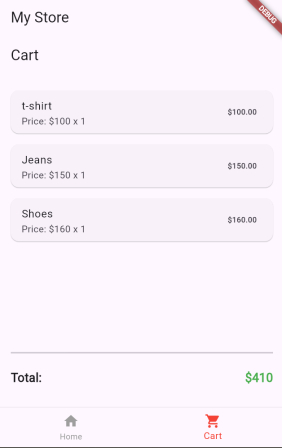 My Store
DEBUG
Cart
t-shirt
$100.00
Price: $100 x 1
Jeans
$150.00
Price: $150 x 1
Shoes
$160.00
Price: $160 x 1
Total:
$410
Home
Cart